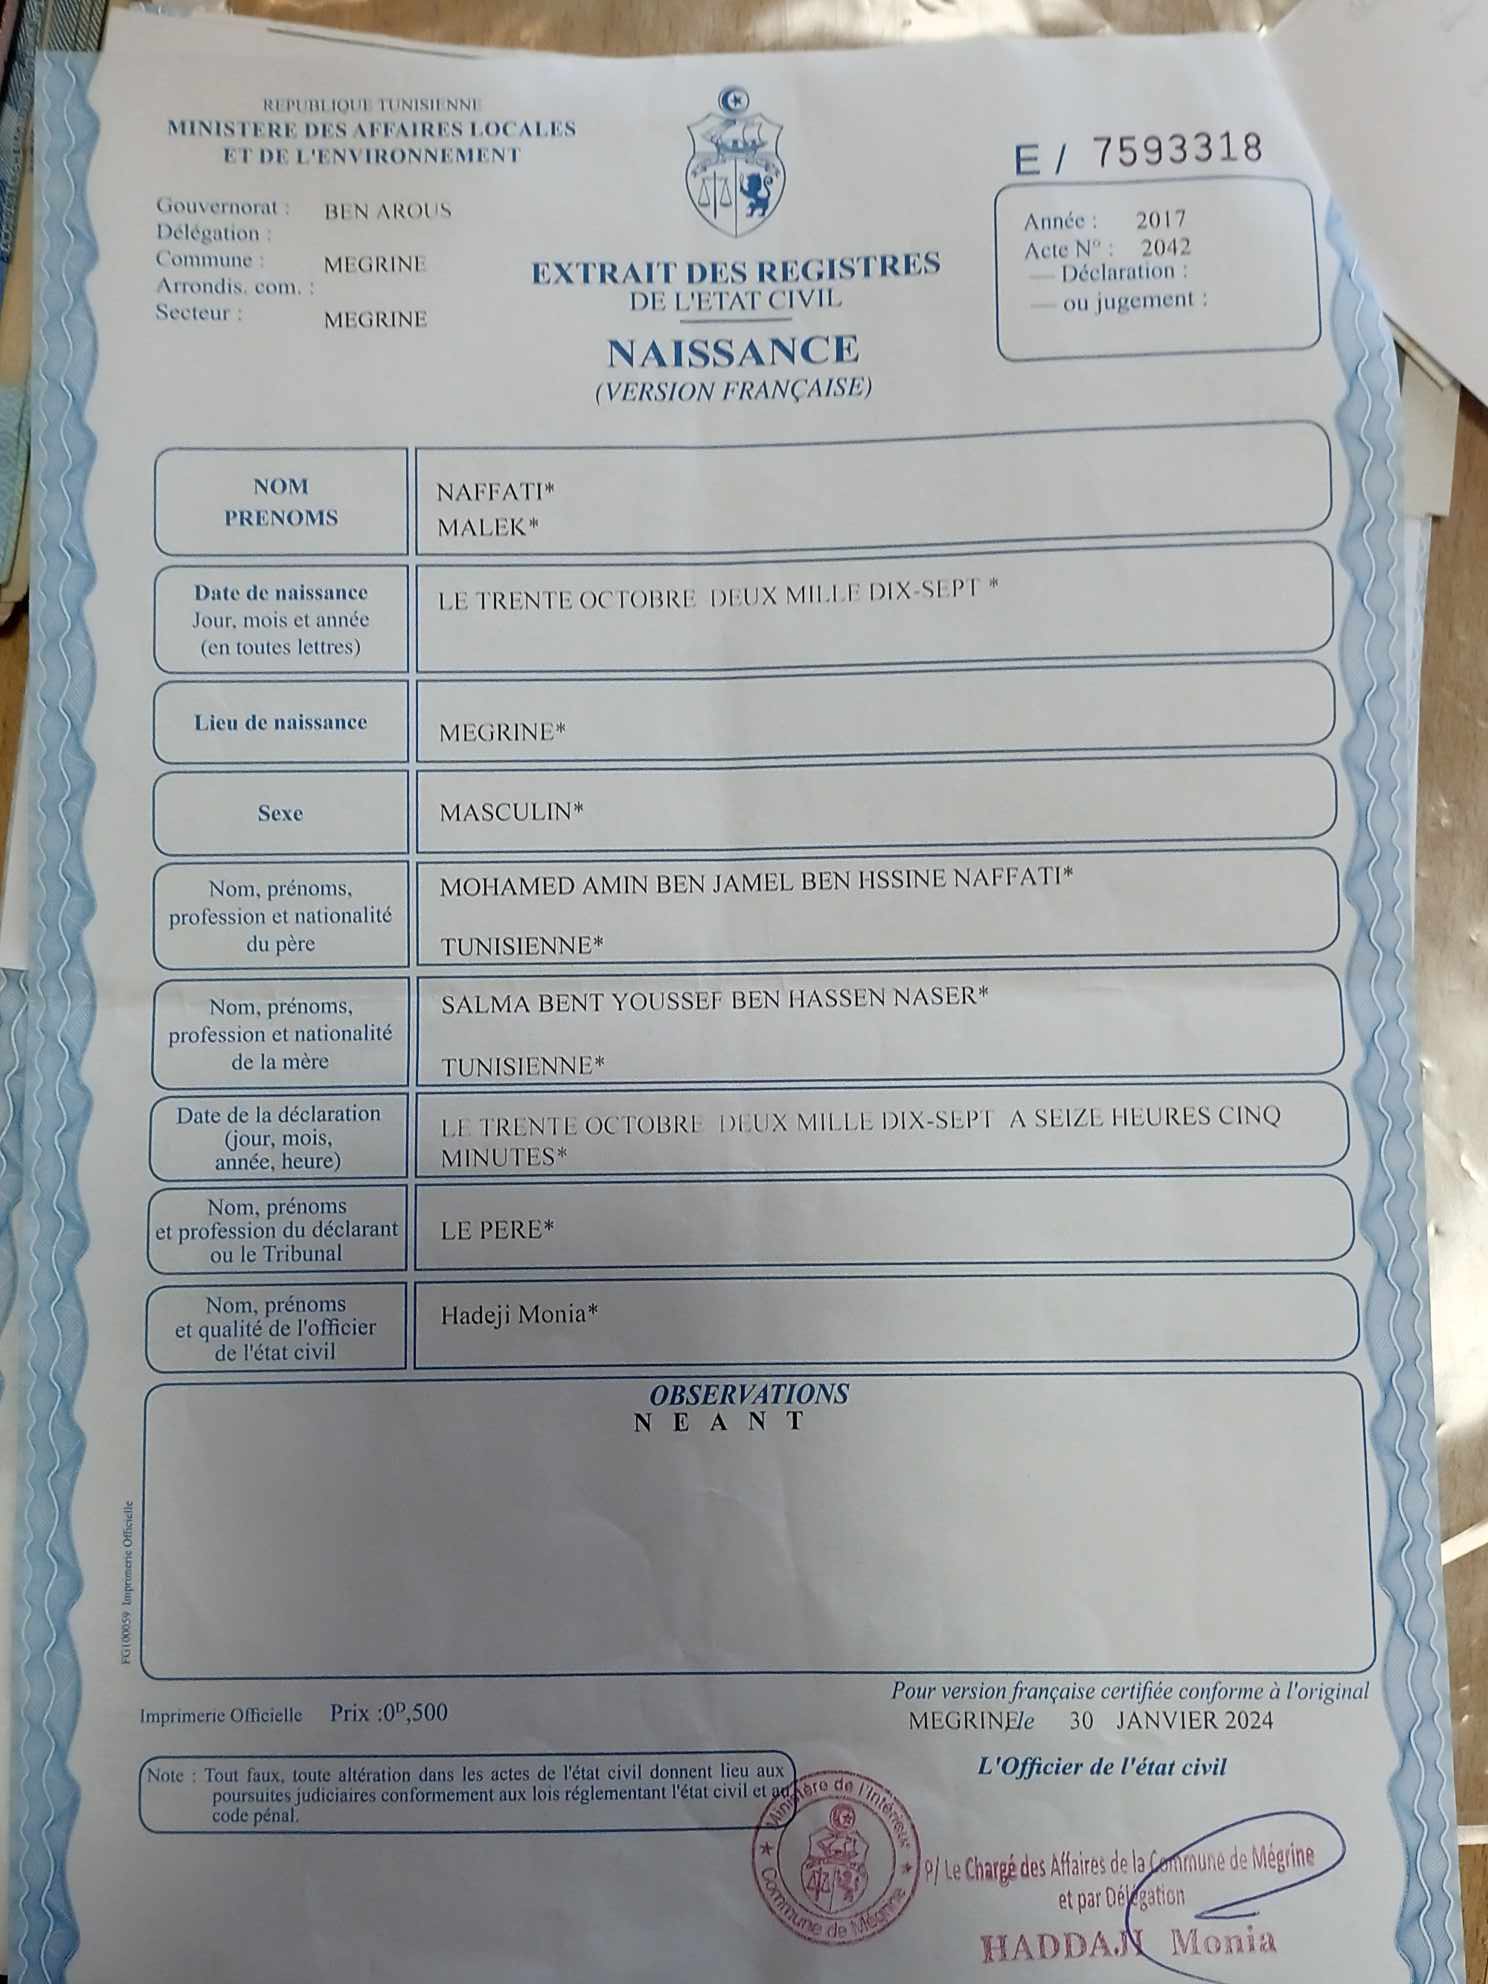 REPUBLIQUE TUNISIENNE
MINISTERE DES AFFAIRES LOCALES
ET DE L'ENVIRONNEMENT
Gouvernorat : BEN AROUS
Délégation :
Commune : MEGRINE
Arrondis. com. :
Secteur : MEGRINE
EXTRAIT DES REGISTRES
DE L'ETAT CIVIL
NAISSANCE
(VERSION FRANÇAISE)
E / 7593318
Année : 2017
Acte N° : 2042
— Déclaration :
— ou jugement :
NOM
PRENOMS
NAFFATI*
MALEK*
Date de naissance
Jour, mois et année
(en toutes lettres)
LE TRENTE OCTOBRE DEUX MILLE DIX-SEPT *
Lieu de naissance
MEGRINE*
Sexe
MASCULIN*
Nom, prénoms,
profession et nationalité
du père
MOHAMED AMIN BEN JAMEL BEN HSSINE NAFFATI*
TUNISIENNE*
Nom, prénoms,
profession et nationalité
de la mère
SALMA BENT YOUSSEF BEN HASSEN NASER*
TUNISIENNE*
Date de la déclaration
(jour, mois,
année, heure)
LE TRENTE OCTOBRE DEUX MILLE DIX-SEPT A SEIZE HEURES CINQ
MINUTES*
Nom, prénoms
et profession du déclarant
ou le Tribunal
LE PERE*
Nom, prénoms
et qualité de l'officier
de l'état civil
Hadeji Monia*
OBSERVATIONS
N E A N T
FG100059 Imprimerie Officielle
Imprimerie Officielle Prix :0ᴰ,500
Pour version française certifiée conforme à l'original
MEGRINE le 30 JANVIER 2024
L'Officier de l'état civil
Note : Tout faux, toute altération dans les actes de l'état civil donnent lieu aux
poursuites judiciaires conformement aux lois réglementant l'état civil et au
code pénal.
Ministère de l'Intérieur
Commune de Mégrine
P/ Le Chargé des Affaires de la Commune de Mégrine
et par Délégation
HADDAJI Monia